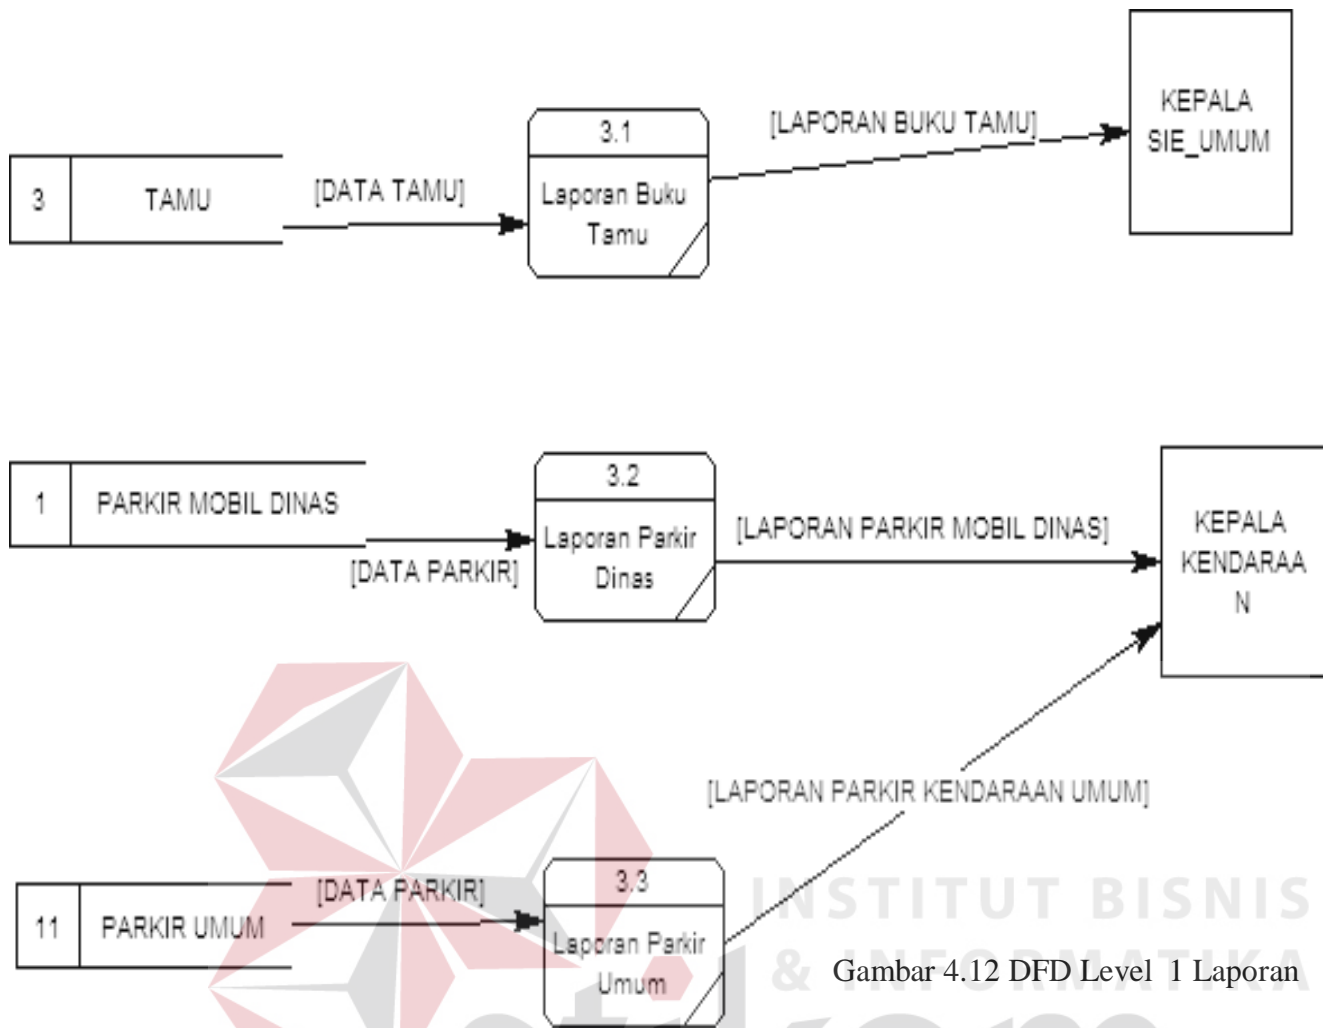 3
TAMU
[DATA TAMU]
3.1
Laporan Buku
Tamu
[LAPORAN BUKU TAMU]
KEPALA
SIE_UMUM
1
PARKIR MOBIL DINAS
[DATA PARKIR]
3.2
Laporan Parkir
Dinas
[LAPORAN PARKIR MOBIL DINAS]
KEPALA
KENDARAA
N
[LAPORAN PARKIR KENDARAAN UMUM]
11
PARKIR UMUM
[DATA PARKIR]
3.3
Laporan Parkir
Umum
INSTITUT BISNIS
& INFORMATIKA
Gambar 4.12 DFD Level 1 Laporan